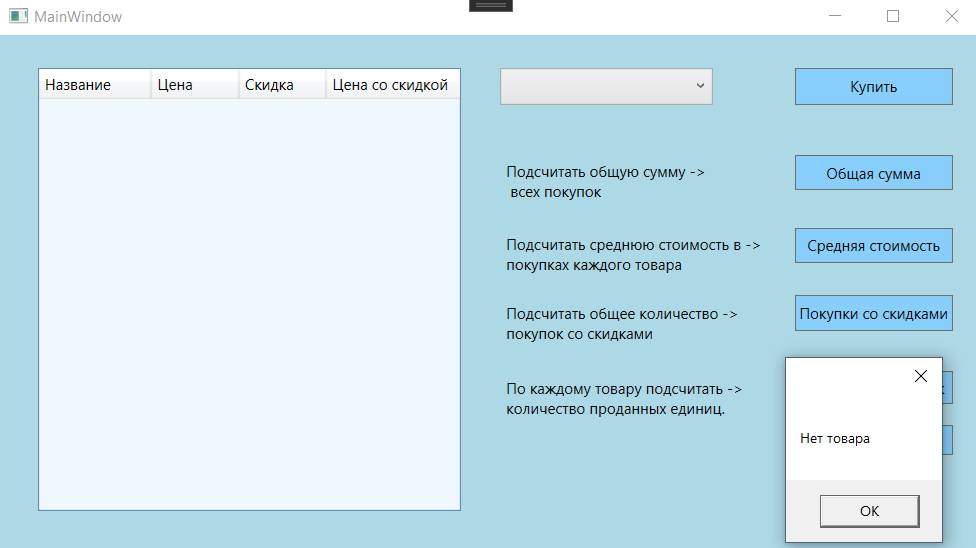 MainWindow
Название Цена Скидка Цена со скидкой
Купить
Подсчитать общую сумму ->
всех покупок
Общая сумма
Подсчитать среднюю стоимость в ->
покупках каждого товара
Средняя стоимость
Подсчитать общее количество ->
покупок со скидками
Покупки со скидками
По каждому товару подсчитать ->
количество проданных единиц.
Нет товара
OK